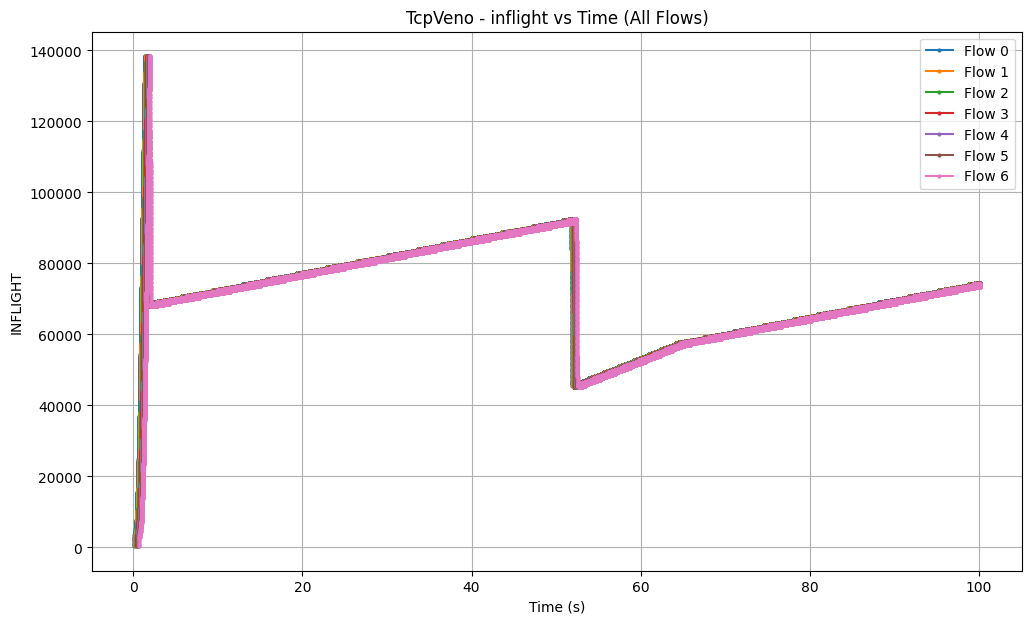 TcpVeno - inflight vs Time (All Flows)
INFLIGHT
140000
120000
100000
80000
60000
40000
20000
0
0 20 40 60 80 100
Time (s)
Flow 0
Flow 1
Flow 2
Flow 3
Flow 4
Flow 5
Flow 6